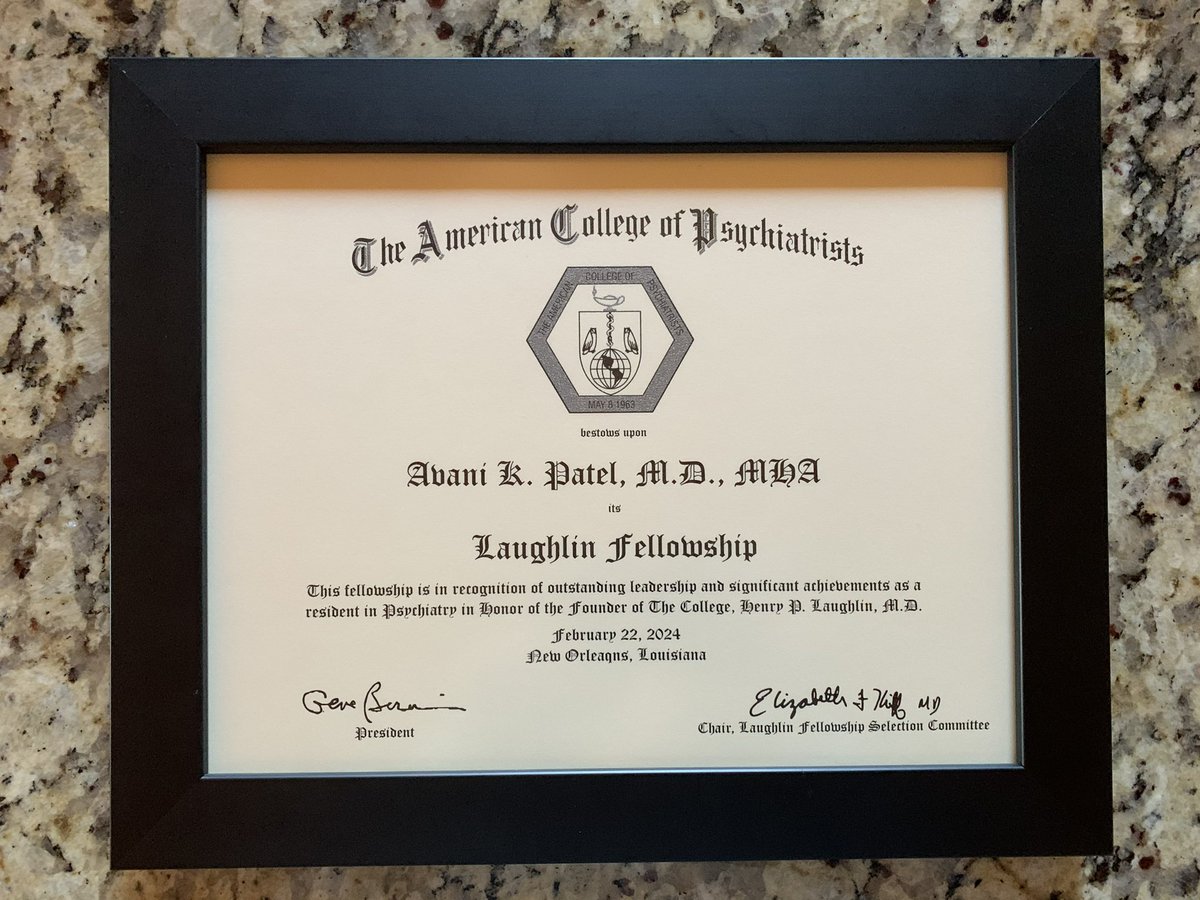 The American College of Psychiatrists
THE AMERICAN COLLEGE OF PSYCHIATRISTS
MAY 8 1963
bestows upon
Avani K. Patel, M.D., MHA
its
Laughlin Fellowship
This fellowship is in recognition of outstanding leadership and significant achievements as a
resident in Psychiatry in Honor of the Founder of The College, Henry P. Laughlin, M.D.
February 22, 2024
New Orleaqns, Louisiana
Gene
President
Elizabeth F MD
Chair, Laughlin Fellowship Selection Committee